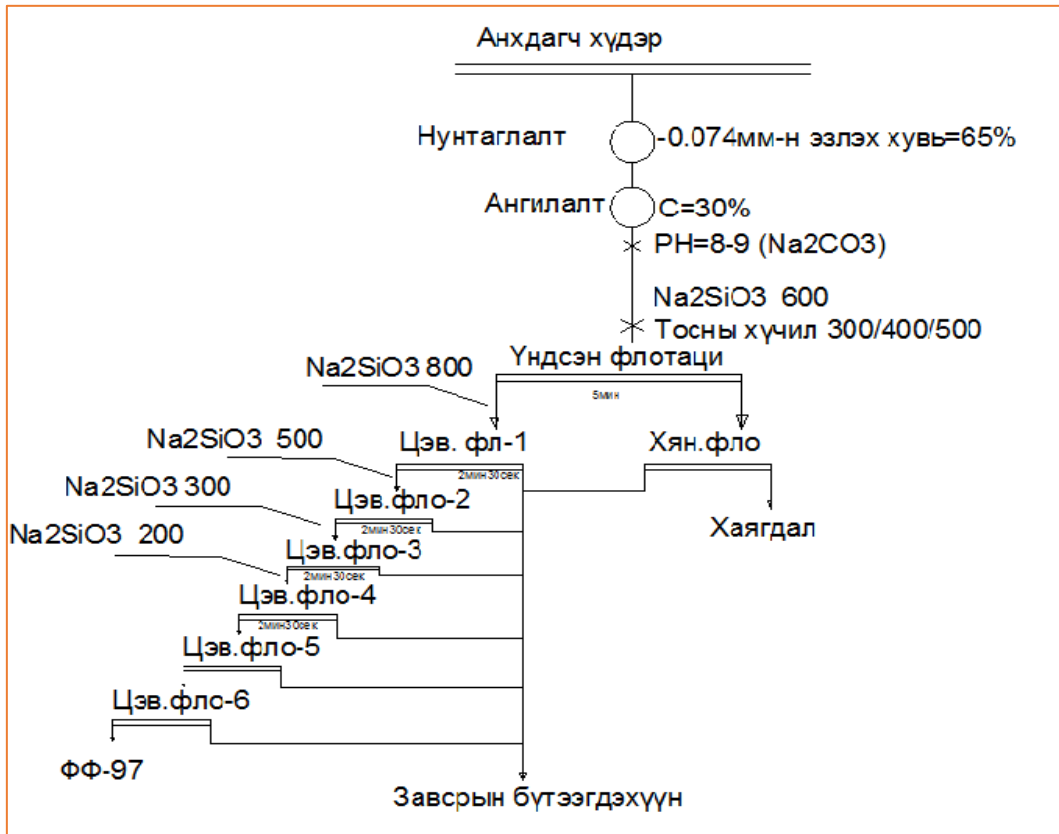 Анхдагч хүдэр
Нунтаглалт
-0.074мм-н эзлэх хувь=65%
Ангилалт
C=30%
PH=8-9 (Na2CO3)
Na2SiO3 600
Тосны хүчил 300/400/500
Үндсэн флотаци
5мин
Na2SiO3 800
Цэв. фл-1
Хян.фло
2мин30сек
Na2SiO3 500
Цэв.фло-2
Хаягдал
2мин30сек
Na2SiO3 300
Цэв.фло-3
2мин30сек
Na2SiO3 200
Цэв.фло-4
2мин30сек
Цэв.фло-5
Цэв.фло-6
ФФ-97
Завсрын бүтээгдэхүүн